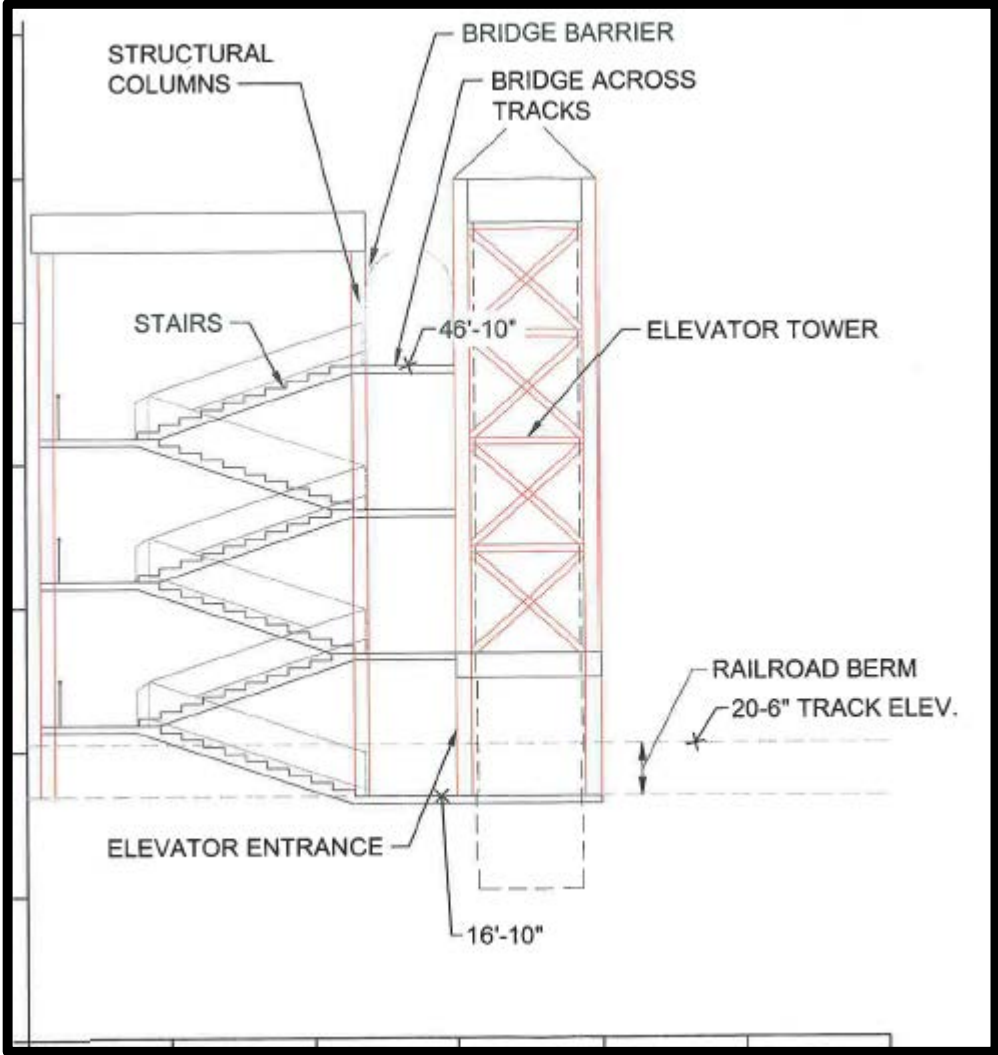 BRIDGE BARRIER
STRUCTURAL
COLUMNS
BRIDGE ACROSS
TRACKS
STAIRS
46'-10"
ELEVATOR TOWER
RAILROAD BERM
20-6" TRACK ELEV.
ELEVATOR ENTRANCE
16'-10"